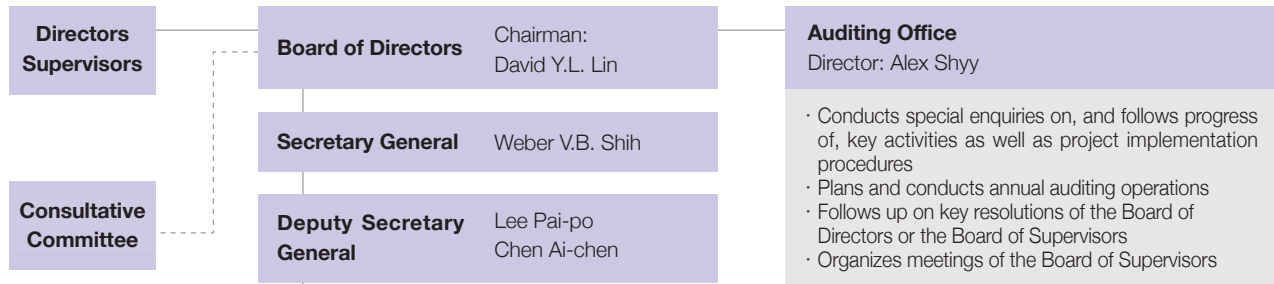 Directors
Supervisors
Board of Directors
Chairman:
David Y.L. Lin
Auditing Office
Director: Alex Shyy
· Conducts special enquiries on, and follows progress
of, key activities as well as project implementation
procedures
· Plans and conducts annual auditing operations
· Follows up on key resolutions of the Board of
Directors or the Board of Supervisors
· Organizes meetings of the Board of Supervisors
Secretary General
Weber V.B. Shih
Consultative
Committee
Deputy Secretary
General
Lee Pai-po
Chen Ai-chen